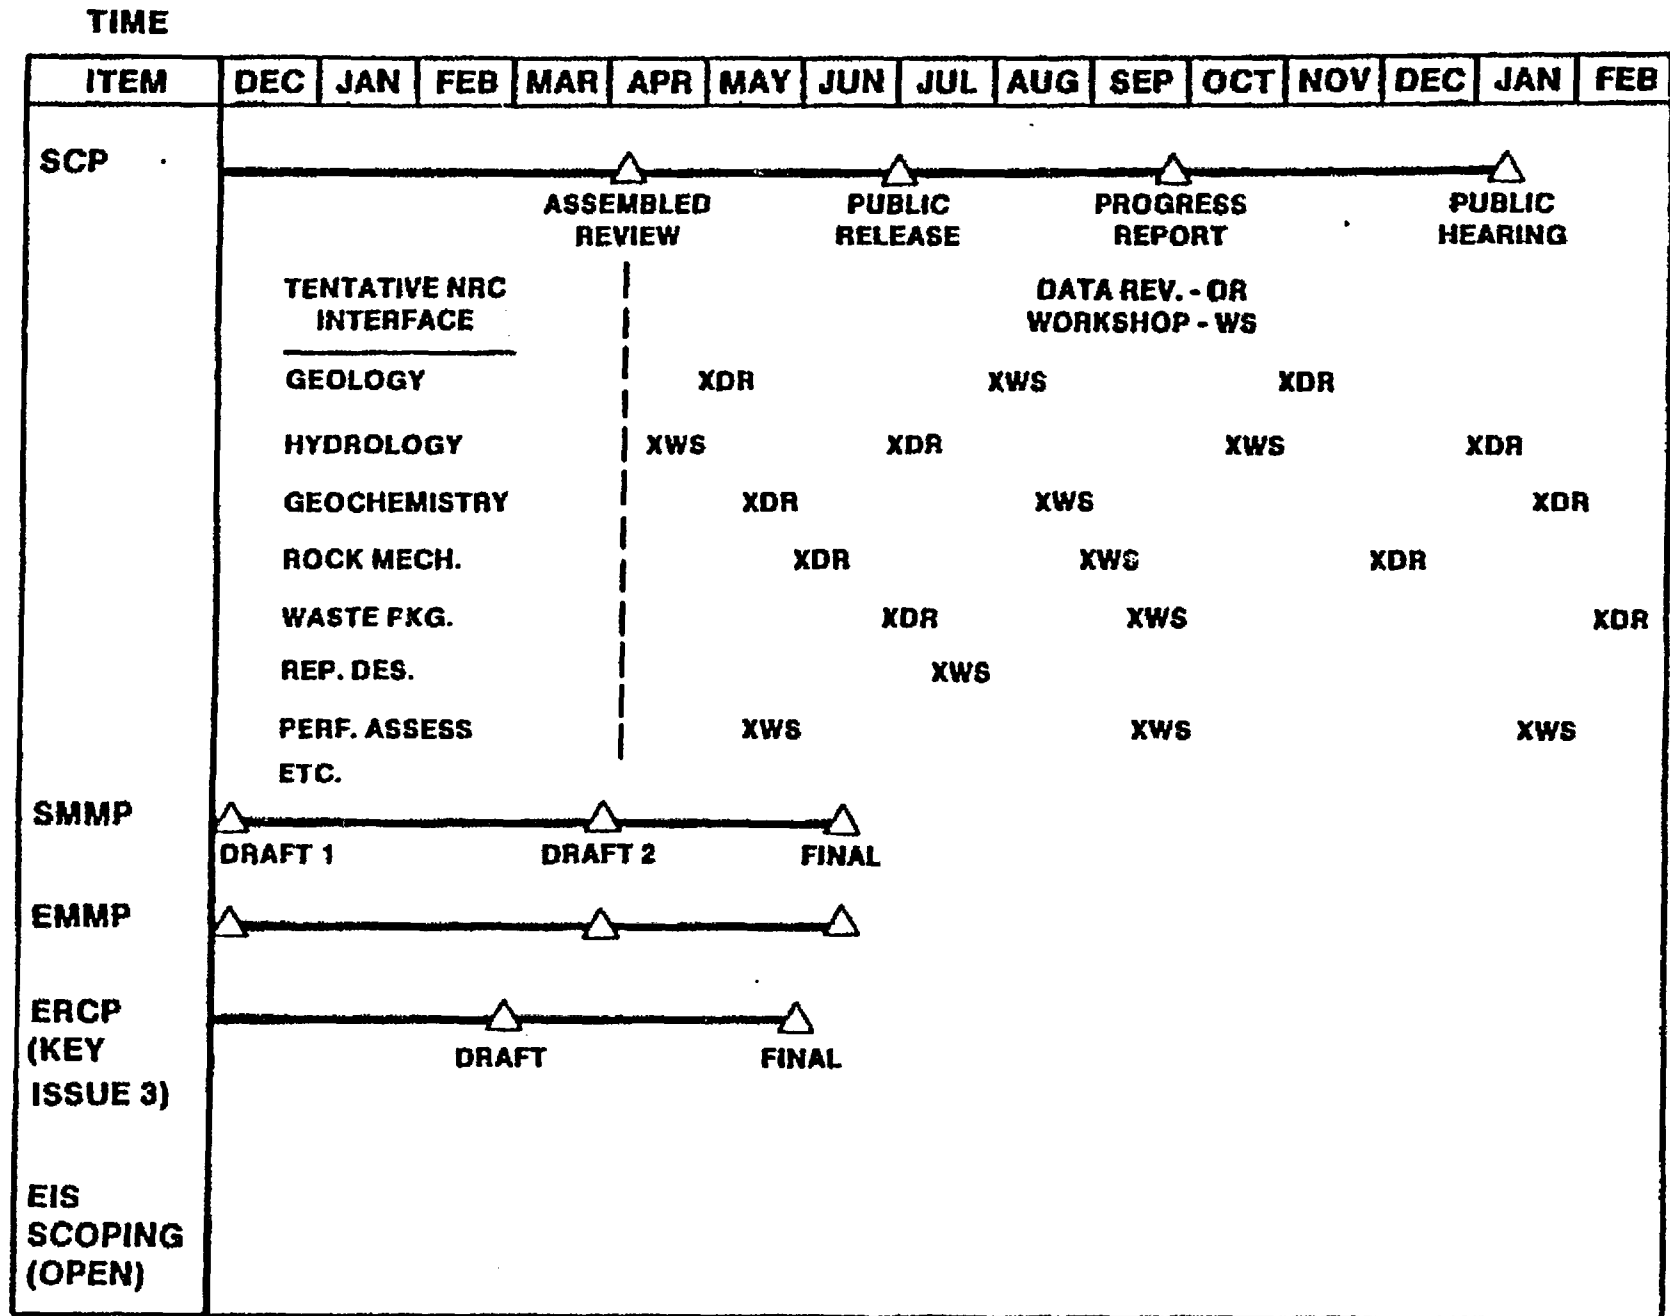 TIME
ITEM DEC JAN FEB MAR APR MAY JUN JUL AUG SEP OCT NOV DEC JAN FEB
SCP
ASSEMBLED PUBLIC PROGRESS PUBLIC
REVIEW RELEASE REPORT HEARING
TENTATIVE NRC DATA REV. - DR
INTERFACE WORKSHOP - WS
GEOLOGY XDR XWS XDR
HYDROLOGY XWS XDR XWS XDR
GEOCHEMISTRY XDR XWS XDR
ROCK MECH. XDR XWS XDR
WASTE PKG. XDR XWS XDR
REP. DES. XWS
PERF. ASSESS XWS XWS XWS
ETC.
SMMP
DRAFT 1 DRAFT 2 FINAL
EMMP
ERCP
(KEY DRAFT FINAL
ISSUE 3)
EIS
SCOPING
(OPEN)